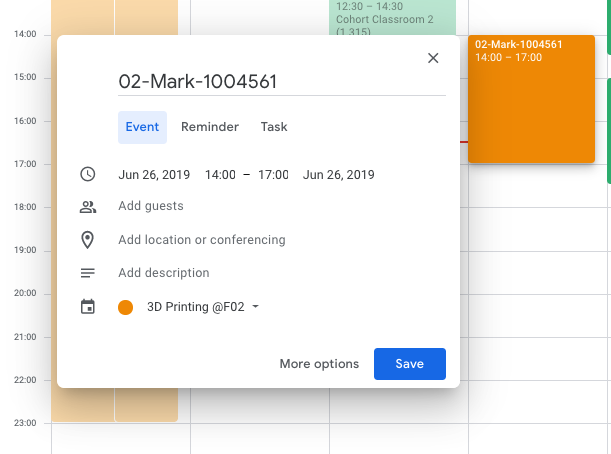 12:30 – 14:30
Cohort Classroom 2
(1.315)
14:00
15:00
16:00
17:00
18:00
19:00
20:00
21:00
22:00
23:00
02-Mark-1004561
14:00 – 17:00
02-Mark-1004561
Event Reminder Task
Jun 26, 2019 14:00 – 17:00 Jun 26, 2019
Add guests
Add location or conferencing
Add description
3D Printing @F02
More options Save